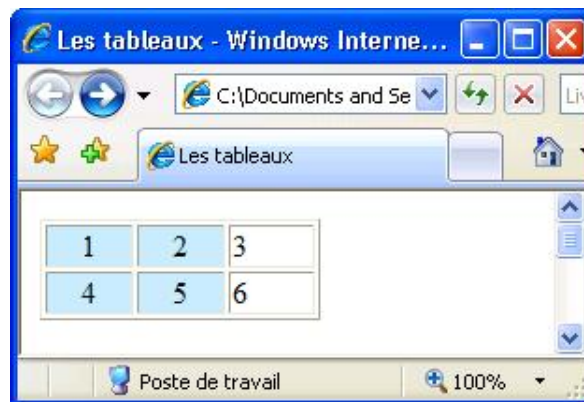 Les tableaux - Windows Interne...
C:\Documents and Se
Les tableaux
1 2 3
4 5 6
Poste de travail 100%